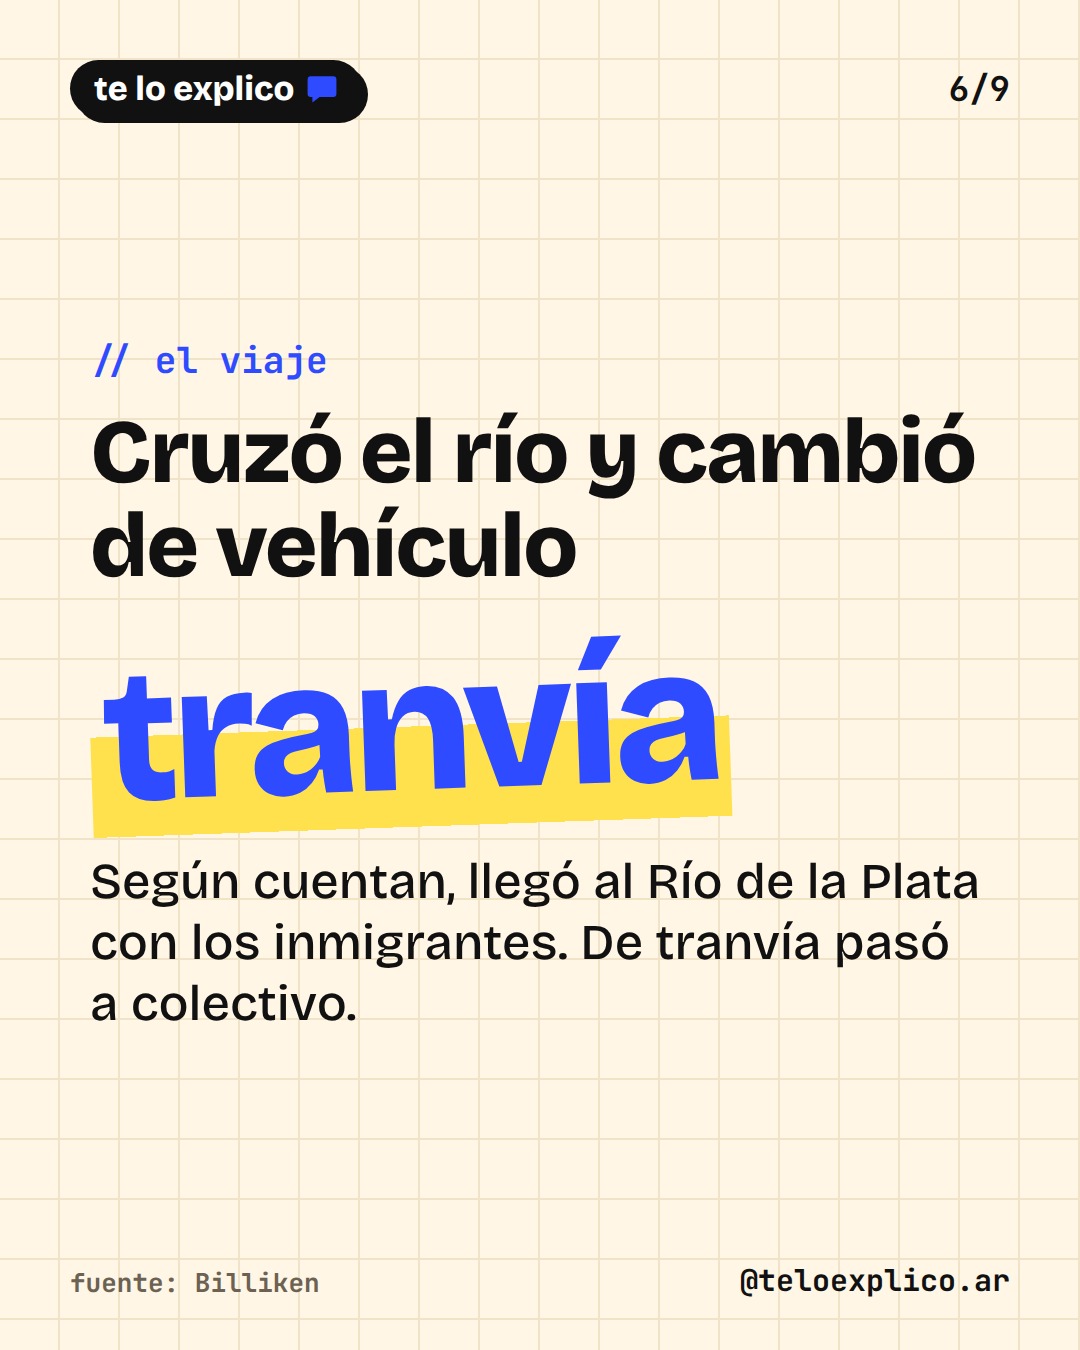 te lo explico
6/9
// el viaje
Cruzó el río y cambió
de vehículo
tranvía
Según cuentan, llegó al Río de la Plata
con los inmigrantes. De tranvía pasó
a colectivo.
fuente: Billiken
@teloexplico.ar